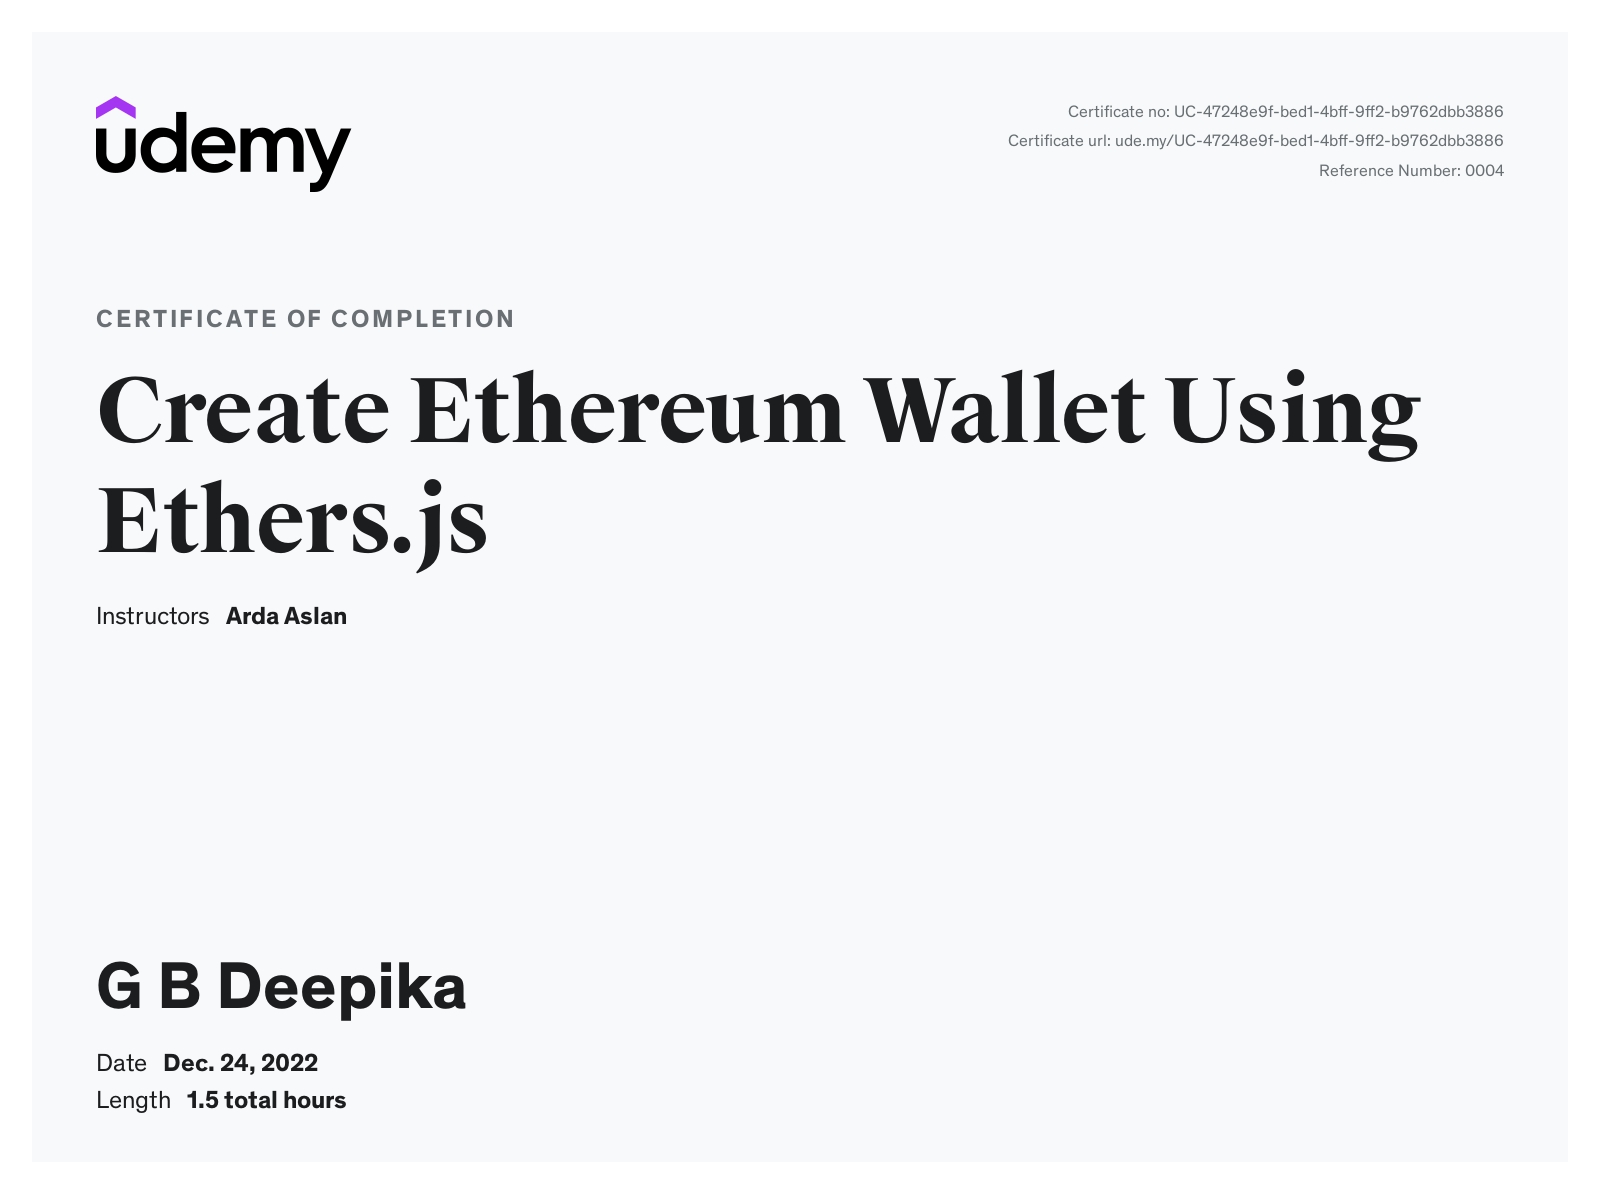 udemy
Certificate no: UC-47248e9f-bed1-4bff-9ff2-b9762dbb3886
Certificate url: ude.my/UC-47248e9f-bed1-4bff-9ff2-b9762dbb3886
Reference Number: 0004
CERTIFICATE OF COMPLETION
Create Ethereum Wallet Using
Ethers.js
Instructors Arda Aslan
G B Deepika
Date Dec. 24, 2022
Length 1.5 total hours